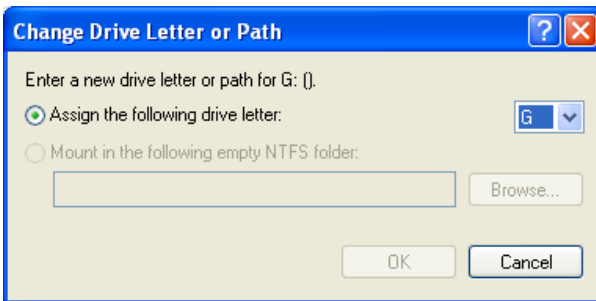 Change Drive Letter or Path
Enter a new drive letter or path for G: ().
Assign the following drive letter:
G
Mount in the following empty NTFS folder:
Browse...
OK
Cancel